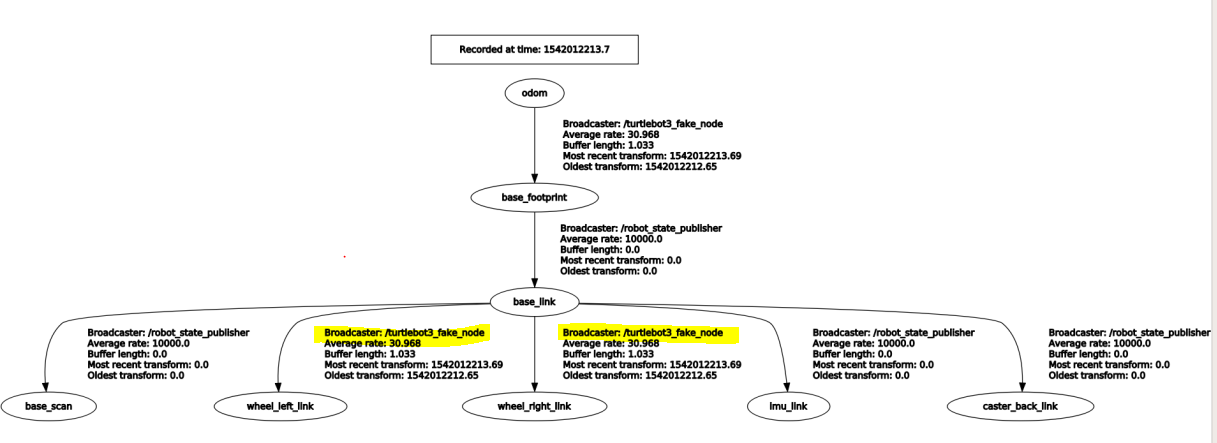 Recorded at time: 1542012213.7
odom
Broadcaster: /turtlebot3_fake_node
Average rate: 30.968
Buffer length: 1.033
Most recent transform: 1542012213.69
Oldest transform: 1542012212.65
base_footprint
Broadcaster: /robot_state_publisher
Average rate: 10000.0
Buffer length: 0.0
Most recent transform: 0.0
Oldest transform: 0.0
base_link
Broadcaster: /robot_state_publisher
Average rate: 10000.0
Buffer length: 0.0
Most recent transform: 0.0
Oldest transform: 0.0
Broadcaster: /turtlebot3_fake_node
Average rate: 30.968
Buffer length: 1.033
Most recent transform: 1542012213.69
Oldest transform: 1542012212.65
Broadcaster: /turtlebot3_fake_node
Average rate: 30.968
Buffer length: 1.033
Most recent transform: 1542012213.69
Oldest transform: 1542012212.65
Broadcaster: /robot_state_publisher
Average rate: 10000.0
Buffer length: 0.0
Most recent transform: 0.0
Oldest transform: 0.0
Broadcaster: /robot_state_publisher
Average rate: 10000.0
Buffer length: 0.0
Most recent transform: 0.0
Oldest transform: 0.0
base_scan
wheel_left_link
wheel_right_link
imu_link
caster_back_link